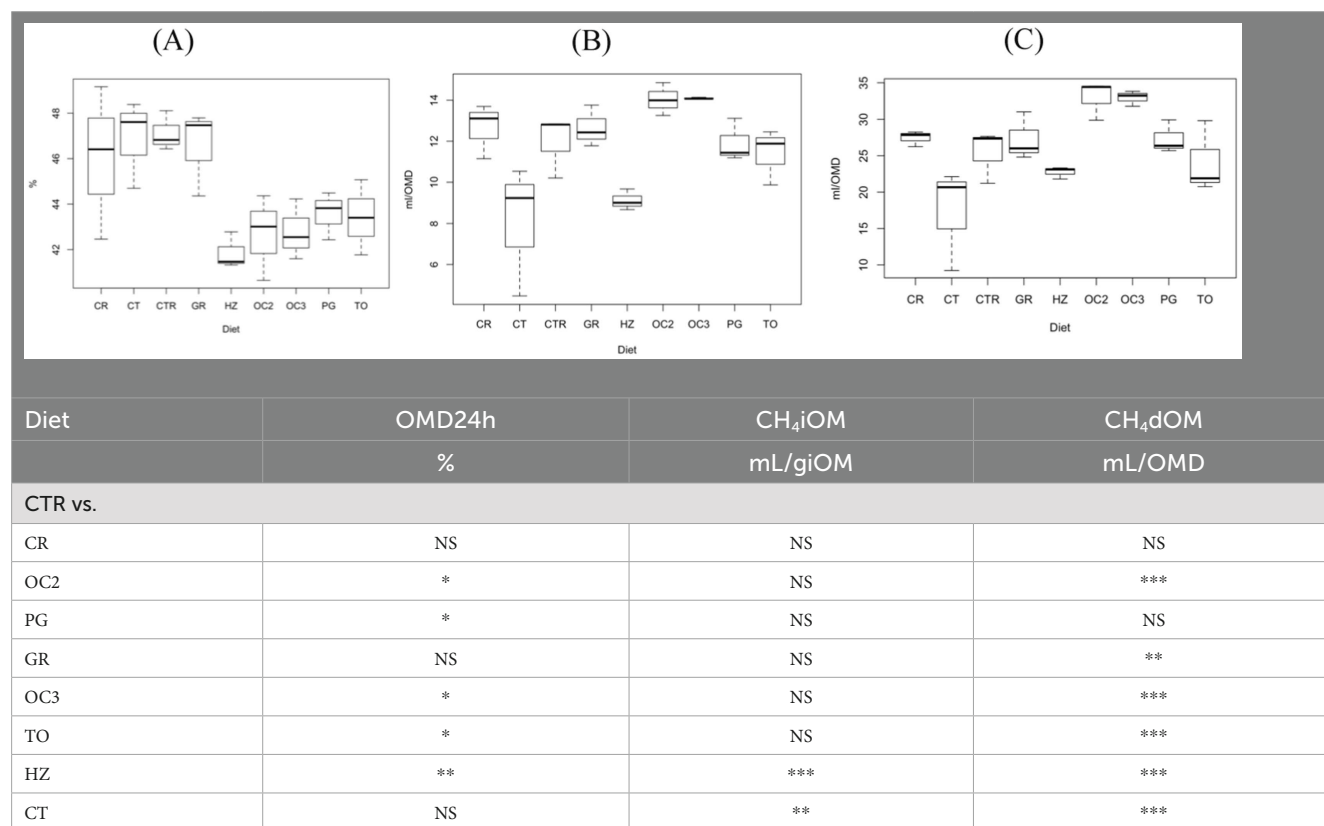 (A) (B) (C)
%
48
46
44
42
CR CT CTR GR HZ OC2 OC3 PG TO
Diet
ml/OMD
14
12
10
8
6
CR CT CTR GR HZ OC2 OC3 PG TO
Diet
ml/OMD
35
30
25
20
15
10
CR CT CTR GR HZ OC2 OC3 PG TO
Diet
Diet OMD24h CH₄iOM CH₄dOM
% mL/giOM mL/OMD
CTR vs.
CR NS NS NS
OC2 * NS ***
PG * NS NS
GR NS NS **
OC3 * NS ***
TO * NS ***
HZ ** *** ***
CT NS ** ***